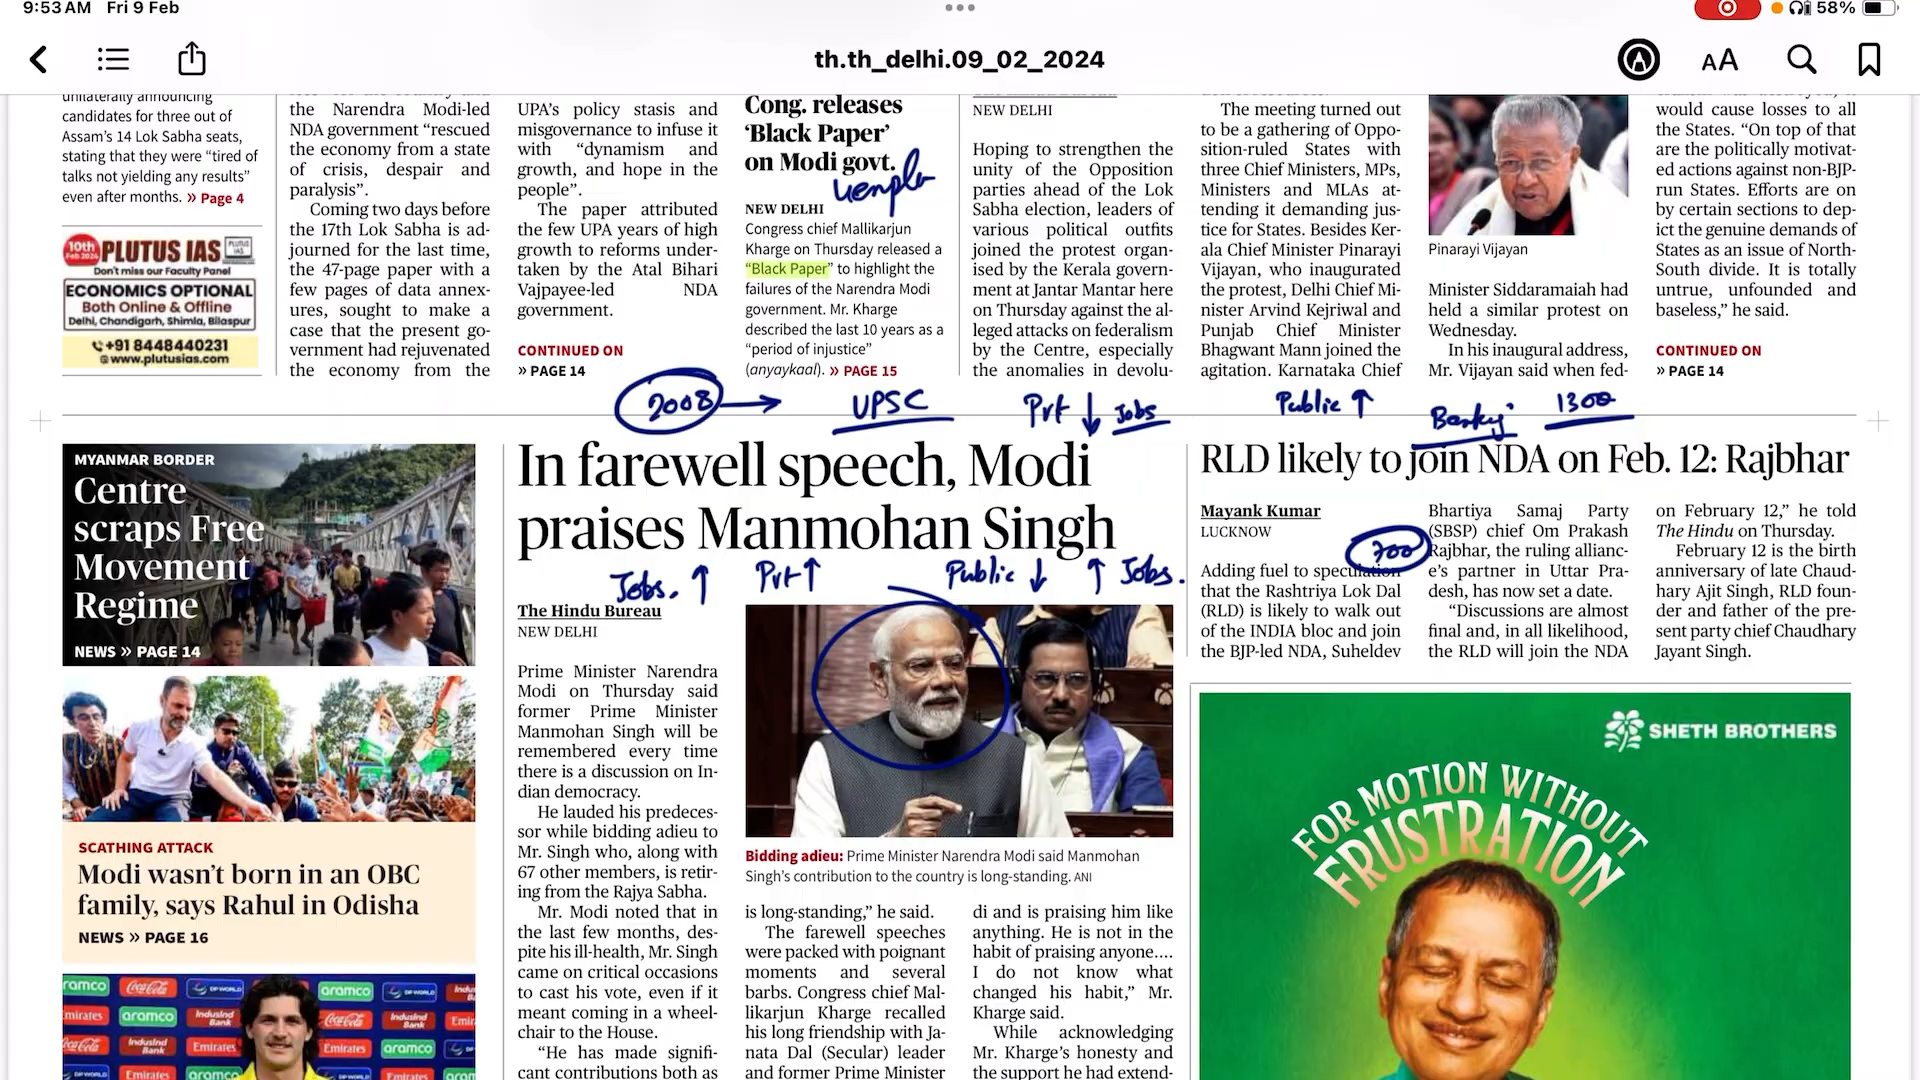 9:53 AM Fri 9 Feb
58%
th.th_delhi.09_02_2024
AA
unilaterally announcing
candidates for three out of
Assam's 14 Lok Sabha seats,
stating that they were “tired of
talks not yielding any results”
even after months. » Page 4
10th
Feb 2024
PLUTUS IAS
Don't miss our Faculty Panel
ECONOMICS OPTIONAL
Both Online & Offline
Delhi, Chandigarh, Shimla, Bilaspur
+91 8448440231
www.plutusias.com
the Narendra Modi-led
NDA government “rescued
the economy from a state
of crisis, despair and
paralysis”.
Coming two days before
the 17th Lok Sabha is ad-
journed for the last time,
the 47-page paper with a
few pages of data annex-
ures, sought to make a
case that the present go-
vernment had rejuvenated
the economy from the
UPA's policy stasis and
misgovernance to infuse it
with “dynamism and
growth, and hope in the
people”.
The paper attributed
the few UPA years of high
growth to reforms under-
taken by the Atal Bihari
Vajpayee-led NDA
government.
CONTINUED ON
» PAGE 14
Cong. releases
‘Black Paper’
on Modi govt.
NEW DELHI
Congress chief Mallikarjun
Kharge on Thursday released a
“Black Paper” to highlight the
failures of the Narendra Modi
government. Mr. Kharge
described the last 10 years as a
“period of injustice”
(anyaykaal). » PAGE 15
NEW DELHI
Hoping to strengthen the
unity of the Opposition
parties ahead of the Lok
Sabha election, leaders of
various political outfits
joined the protest organ-
ised by the Kerala govern-
ment at Jantar Mantar here
on Thursday against the al-
leged attacks on federalism
by the Centre, especially
the anomalies in devolu-
The meeting turned out
to be a gathering of Oppo-
sition-ruled States with
three Chief Ministers, MPs,
Ministers and MLAs at-
tending it demanding jus-
tice for States. Besides Ker-
ala Chief Minister Pinarayi
Vijayan, who inaugurated
the protest, Delhi Chief Mi-
nister Arvind Kejriwal and
Punjab Chief Minister
Bhagwant Mann joined the
agitation. Karnataka Chief
Pinarayi Vijayan
Minister Siddaramaiah had
held a similar protest on
Wednesday.
In his inaugural address,
Mr. Vijayan said when fed-
would cause losses to all
the States. “On top of that
are the politically motivat-
ed actions against non-BJP-
run States. Efforts are on
by certain sections to dep-
ict the genuine demands of
States as an issue of North-
South divide. It is totally
untrue, unfounded and
baseless,” he said.
CONTINUED ON
» PAGE 14
2008 → UPSC Prt ↓ Jobs Public ↑ 1300
MYANMAR BORDER
Centre
scraps Free
Movement
Regime
NEWS » PAGE 14
SCATHING ATTACK
Modi wasn't born in an OBC
family, says Rahul in Odisha
NEWS » PAGE 16
aramco Coca-Cola DP WORLD aramco DP WORLD
Emirates aramco IndusInd Bank Coca-Cola IndusInd Bank
Coca-Cola IndusInd Bank Emirates Emirates aramco
Emirates aramco
In farewell speech, Modi
praises Manmohan Singh
Jobs. ↑ Prt ↑ Public ↓ ↑ Jobs.
The Hindu Bureau
NEW DELHI
Prime Minister Narendra
Modi on Thursday said
former Prime Minister
Manmohan Singh will be
remembered every time
there is a discussion on In-
dian democracy.
He lauded his predeces-
sor while bidding adieu to
Mr. Singh who, along with
67 other members, is retir-
ing from the Rajya Sabha.
Mr. Modi noted that in
the last few months, des-
pite his ill-health, Mr. Singh
came on critical occasions
to cast his vote, even if it
meant coming in a wheel-
chair to the House.
“He has made signifi-
cant contributions both as
Bidding adieu: Prime Minister Narendra Modi said Manmohan
Singh's contribution to the country is long-standing. ANI
is long-standing,” he said.
The farewell speeches
were packed with poignant
moments and several
barbs. Congress chief Mal-
likarjun Kharge recalled
his long friendship with Ja-
nata Dal (Secular) leader
and former Prime Minister
di and is praising him like
anything. He is not in the
habit of praising anyone....
I do not know what
changed his habit,” Mr.
Kharge said.
While acknowledging
Mr. Kharge's honesty and
the support he had extend-
RLD likely to join NDA on Feb. 12: Rajbhar
Mayank Kumar
LUCKNOW
700
Adding fuel to speculation
that the Rashtriya Lok Dal
(RLD) is likely to walk out
of the INDIA bloc and join
the BJP-led NDA, Suheldev
Bhartiya Samaj Party
(SBSP) chief Om Prakash
Rajbhar, the ruling allianc-
e's partner in Uttar Pra-
desh, has now set a date.
“Discussions are almost
final and, in all likelihood,
the RLD will join the NDA
on February 12,” he told
The Hindu on Thursday.
February 12 is the birth
anniversary of late Chaud-
hary Ajit Singh, RLD foun-
der and father of the pre-
sent party chief Chaudhary
Jayant Singh.
SHETH BROTHERS
FOR MOTION WITHOUT
FRUSTRATION